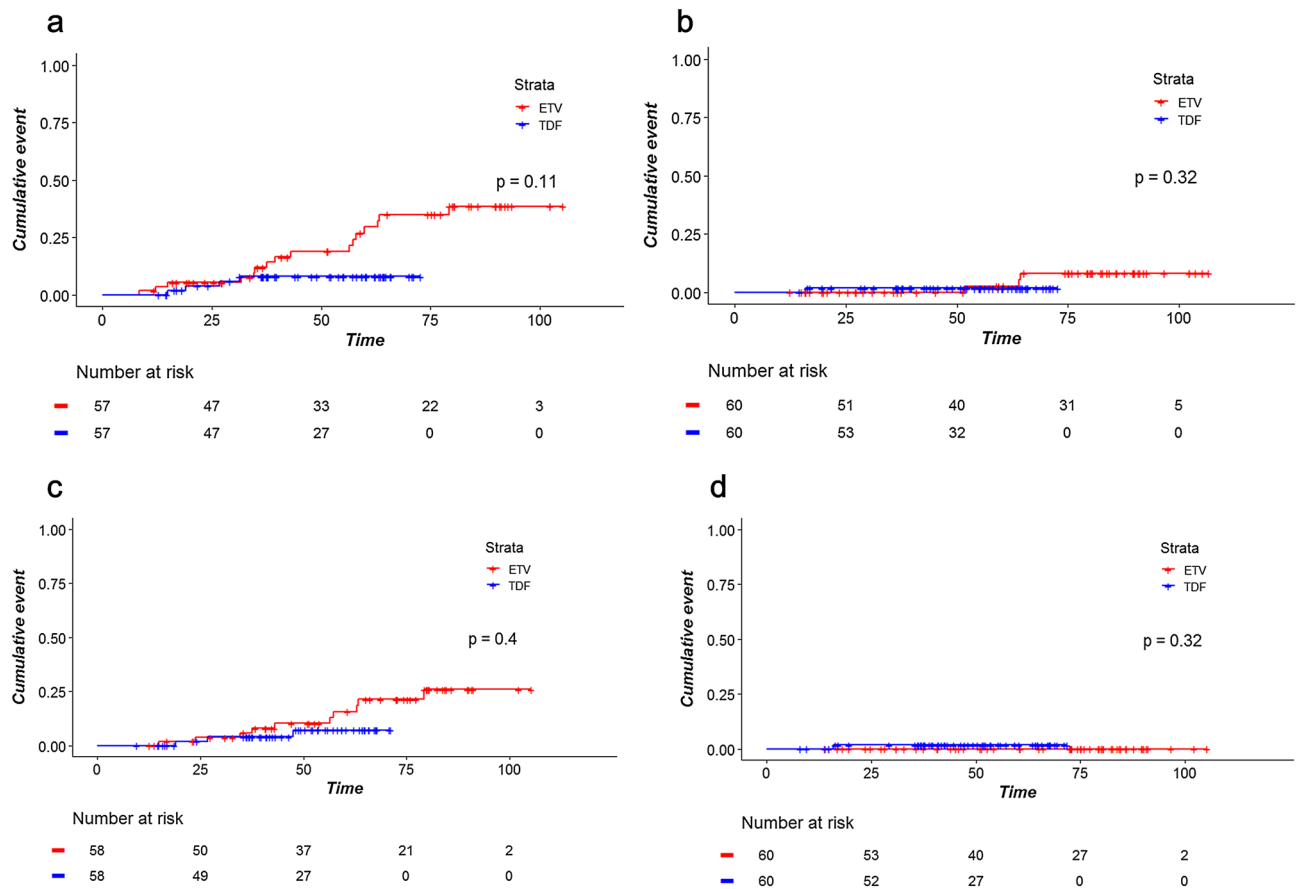 a
1.00
0.75
0.50
0.25
0.00
Cumulative event
Strata
ETV
TDF
p = 0.11
0 25 50 75 100
Time
Number at risk
57 47 33 22 3
57 47 27 0 0
b
1.00
0.75
0.50
0.25
0.00
Cumulative event
Strata
ETV
TDF
p = 0.32
0 25 50 75 100
Time
Number at risk
60 51 40 31 5
60 53 32 0 0
c
1.00
0.75
0.50
0.25
0.00
Cumulative event
Strata
ETV
TDF
p = 0.4
0 25 50 75 100
Time
Number at risk
58 50 37 21 2
58 49 27 0 0
d
1.00
0.75
0.50
0.25
0.00
Cumulative event
Strata
ETV
TDF
p = 0.32
0 25 50 75 100
Time
Number at risk
60 53 40 27 2
60 52 27 0 0